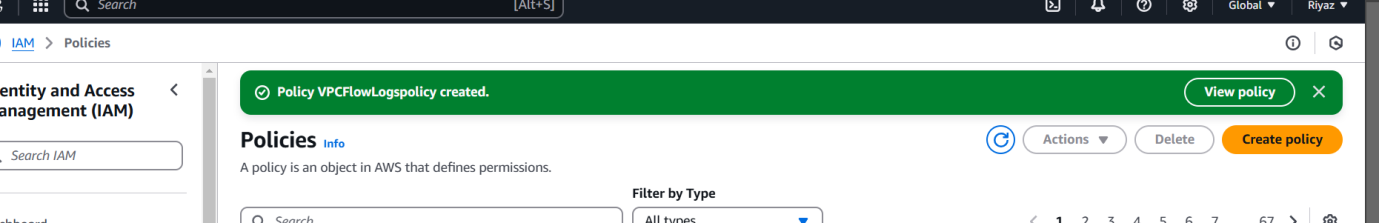 Search [Alt+S] Global Riyaz
IAM > Policies
entity and Access
anagement (IAM)
Policy VPCFlowLogspolicy created. View policy
Policies Info Actions Delete Create policy
Search IAM
A policy is an object in AWS that defines permissions.
Filter by Type
Search All types 1 2 3 4 5 6 7 67